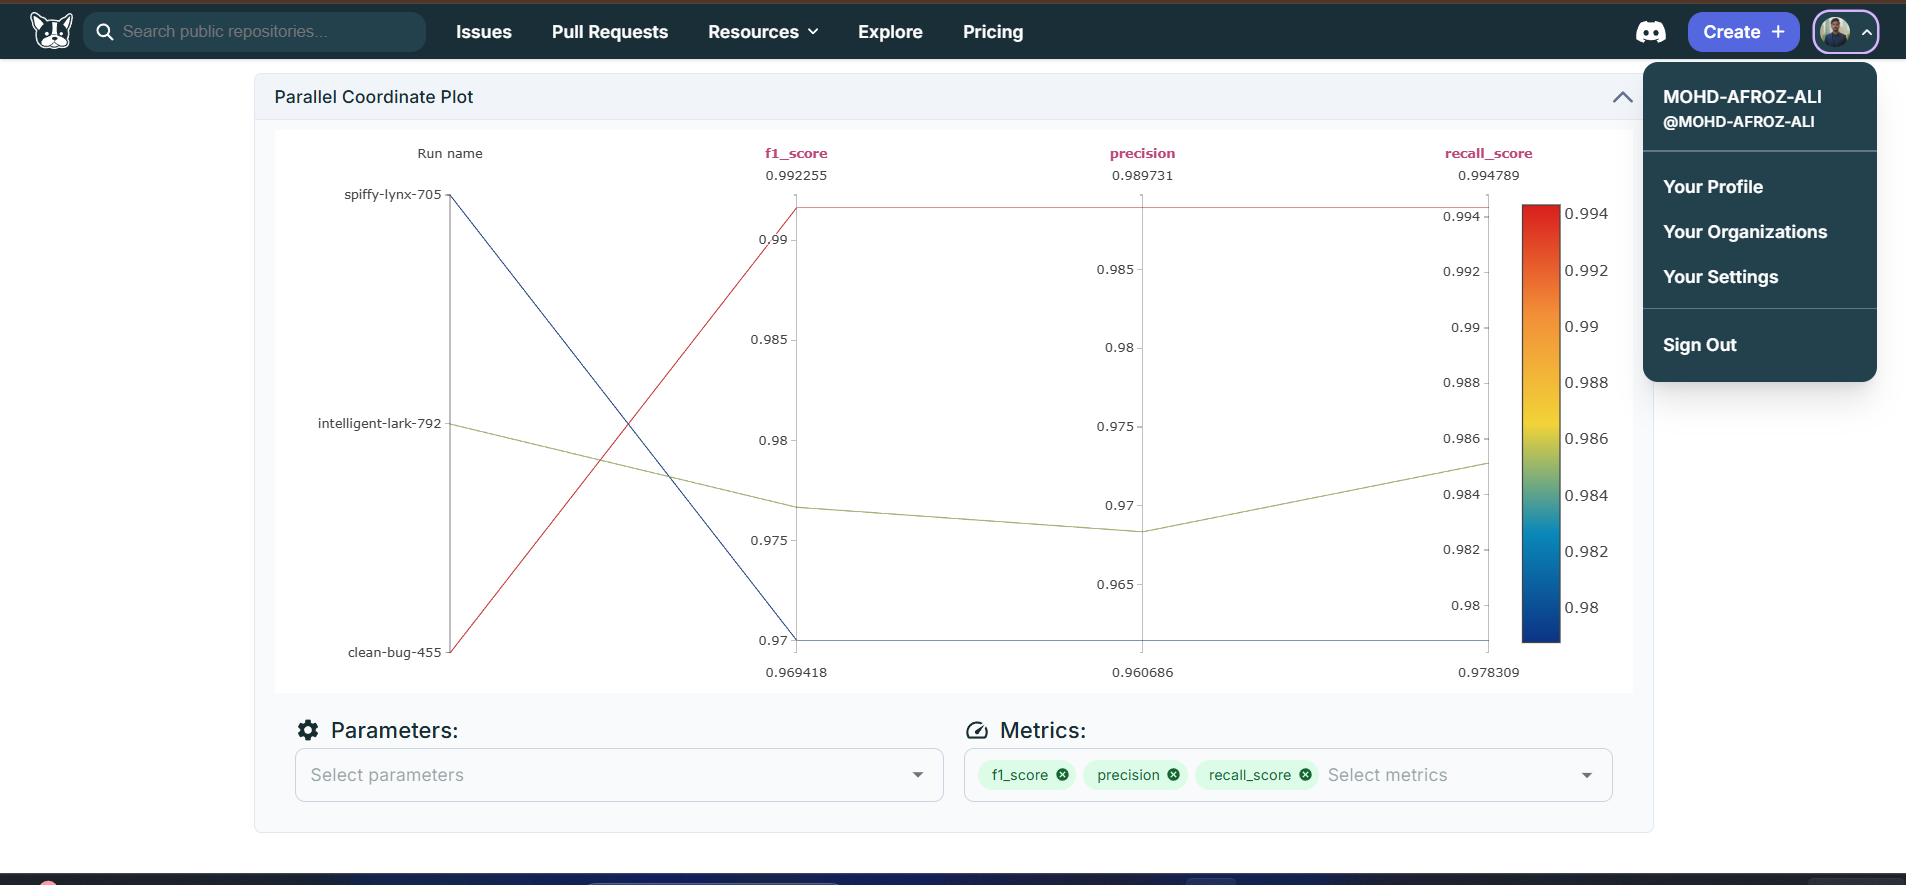 Search public repositories...
Issues
Pull Requests
Resources
Explore
Pricing
Create +
MOHD-AFROZ-ALI
@MOHD-AFROZ-ALI
Your Profile
Your Organizations
Your Settings
Sign Out
Parallel Coordinate Plot
Run name
spiffy-lynx-705
intelligent-lark-792
clean-bug-455
f1_score
0.992255
0.99
0.985
0.98
0.975
0.97
0.969418
precision
0.989731
0.985
0.98
0.975
0.97
0.965
0.960686
recall_score
0.994789
0.994
0.992
0.99
0.988
0.986
0.984
0.982
0.98
0.978309
0.994
0.992
0.99
0.988
0.986
0.984
0.982
0.98
Parameters:
Select parameters
Metrics:
f1_score precision recall_score Select metrics